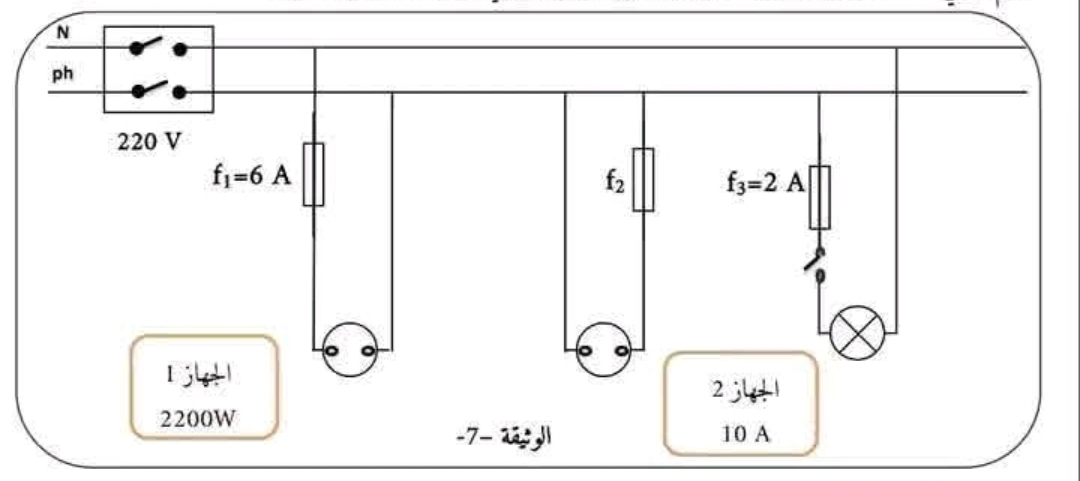 N
ph
220 V
f₁=6 A
f₂
f₃=2 A
الجهاز 1
2200W
الجهاز 2
10 A
الوثيقة -7-